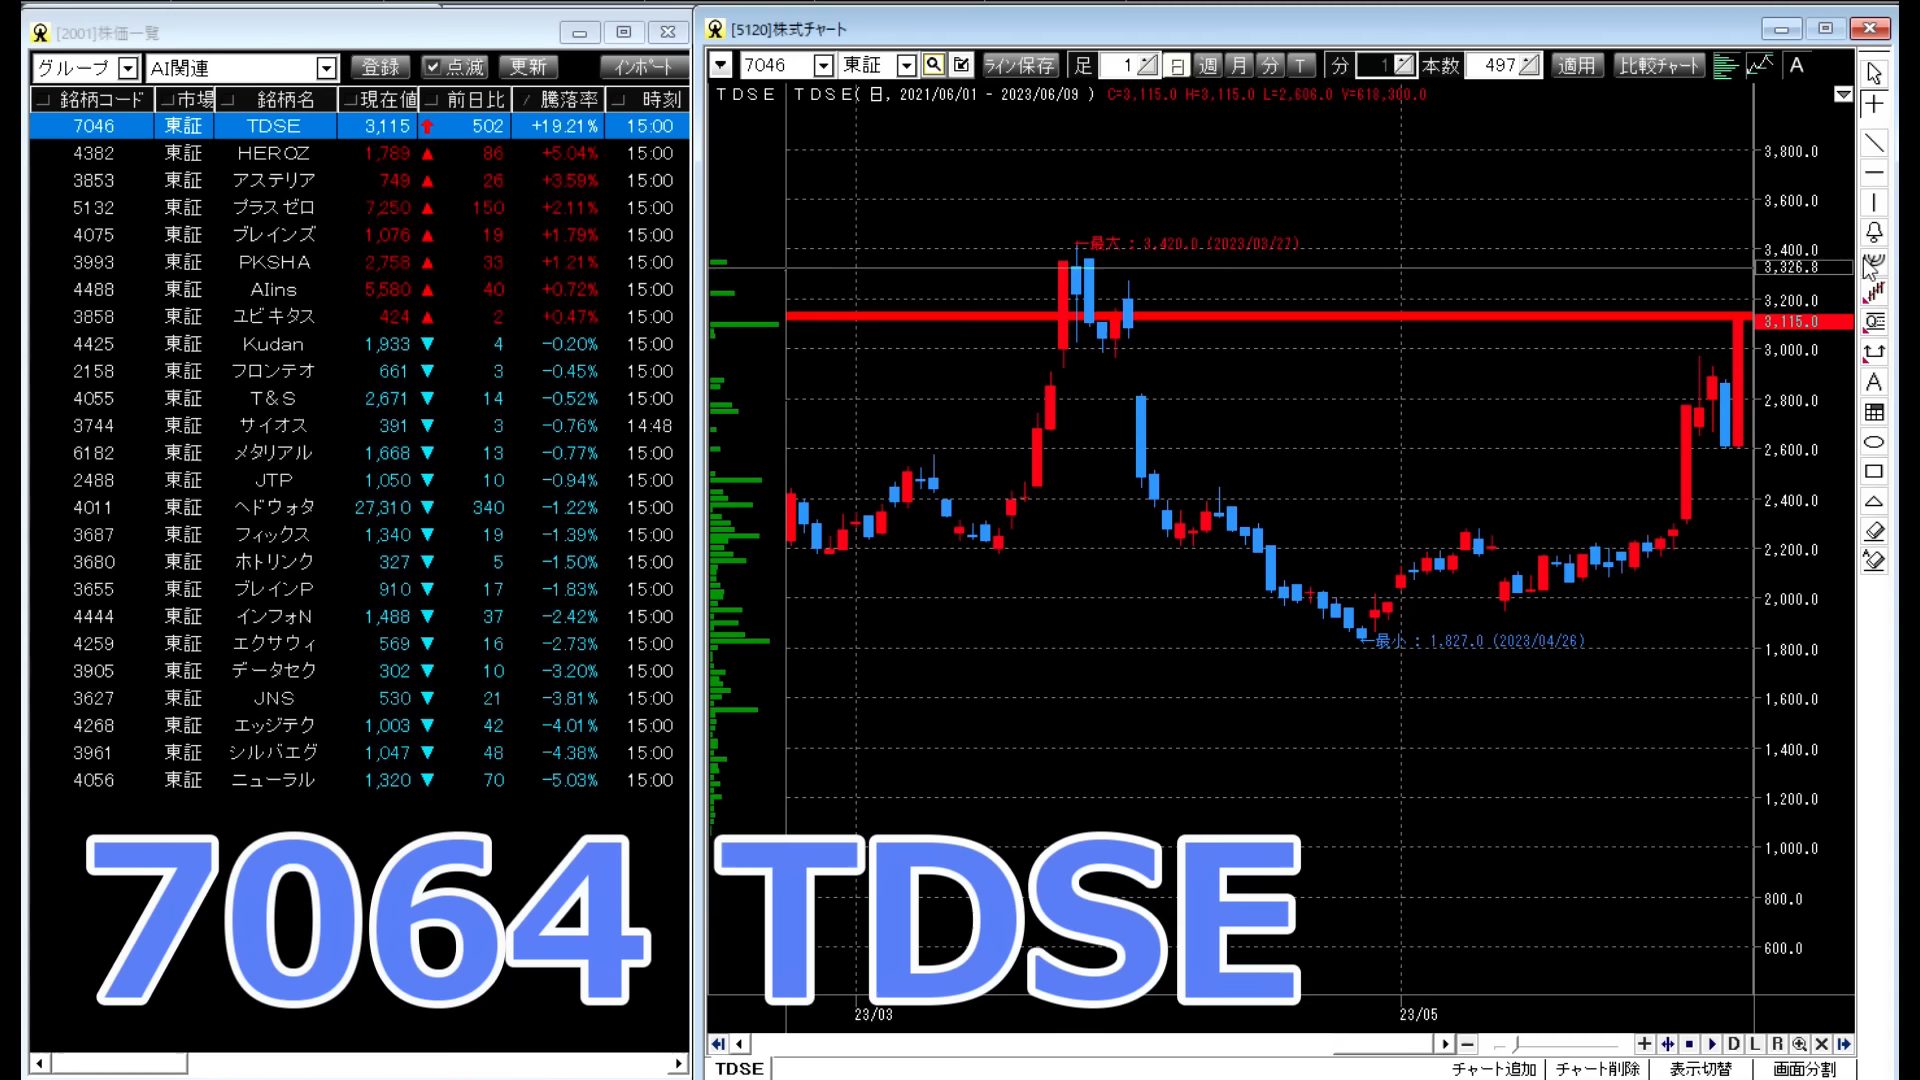 [2001]株価一覧
グループ AI関連 登録 点滅 更新 インポート
銘柄コード 市場 銘柄名 現在値 前日比 騰落率 時刻
7046 東証 TDSE 3,115 502 +19.21% 15:00
4382 東証 HEROZ 1,789 ▲ 86 +5.04% 15:00
3853 東証 アステリア 749 ▲ 26 +3.59% 15:00
5132 東証 プラスゼロ 7,250 ▲ 150 +2.11% 15:00
4075 東証 ブレインズ 1,076 ▲ 19 +1.79% 15:00
3993 東証 PKSHA 2,758 ▲ 33 +1.21% 15:00
4488 東証 AIins 5,580 ▲ 40 +0.72% 15:00
3858 東証 ユビキタス 424 ▲ 2 +0.47% 15:00
4425 東証 Kudan 1,933 ▼ 4 -0.20% 15:00
2158 東証 フロンテオ 661 ▼ 3 -0.45% 15:00
4055 東証 T&S 2,671 ▼ 14 -0.52% 15:00
3744 東証 サイオス 391 ▼ 3 -0.76% 14:48
6182 東証 メタリアル 1,668 ▼ 13 -0.77% 15:00
2488 東証 JTP 1,050 ▼ 10 -0.94% 15:00
4011 東証 ヘドウォタ 27,310 ▼ 340 -1.22% 15:00
3687 東証 フィックス 1,340 ▼ 19 -1.39% 15:00
3680 東証 ホトリンク 327 ▼ 5 -1.50% 15:00
3655 東証 ブレインP 910 ▼ 17 -1.83% 15:00
4444 東証 インフォN 1,488 ▼ 37 -2.42% 15:00
4259 東証 エクサウィ 569 ▼ 16 -2.73% 15:00
3905 東証 データセク 302 ▼ 10 -3.20% 15:00
3627 東証 JNS 530 ▼ 21 -3.81% 15:00
4268 東証 エッジテク 1,003 ▼ 42 -4.01% 15:00
3961 東証 シルバエグ 1,047 ▼ 48 -4.38% 15:00
4056 東証 ニューラル 1,320 ▼ 70 -5.03% 15:00
[5120]株式チャート
7046 東証 ライン保存 足 1 日 週 月 分 T 分 1 本数 497 適用 比較チャート A
TDSE TDSE( 日, 2021/06/01 - 2023/06/09 ) C=3,115.0 H=3,115.0 L=2,606.0 V=618,300.0
3,800.0
3,600.0
←最大 : 3,420.0 (2023/03/27)
3,400.0
3,326.8
3,200.0
3,115.0
3,000.0
2,800.0
2,600.0
2,400.0
2,200.0
2,000.0
←最小 : 1,827.0 (2023/04/26)
1,800.0
1,600.0
1,400.0
1,200.0
1,000.0
800.0
600.0
A
7064 TDSE
23/03 23/05
D L R
TDSE
チャート追加 チャート削除 表示切替 画面分割